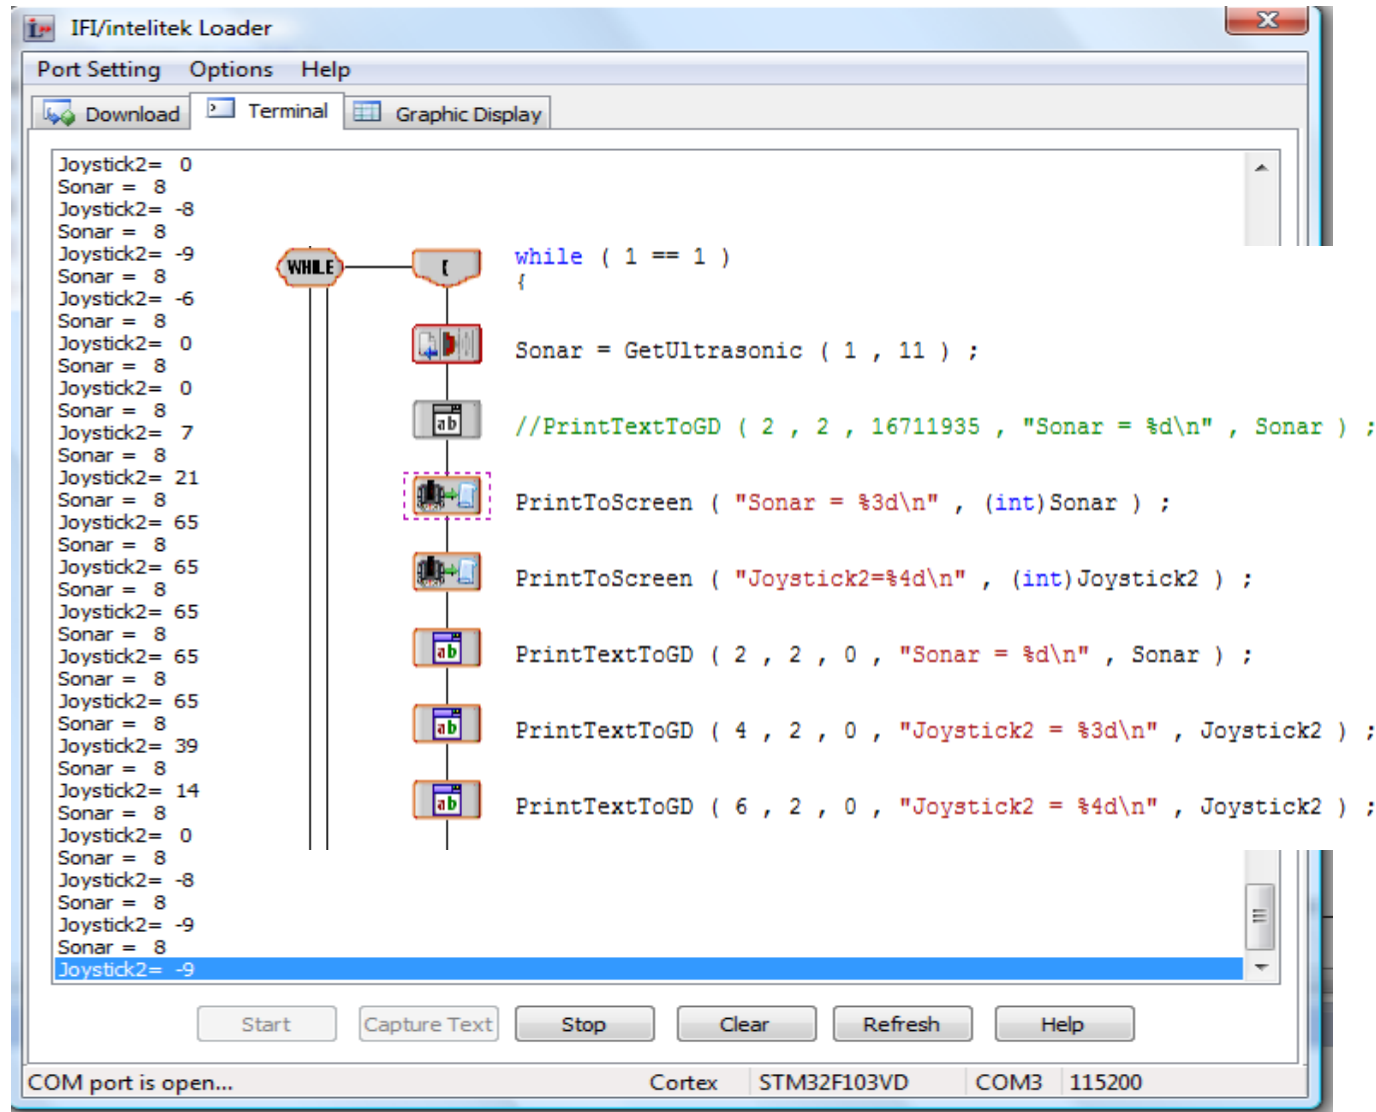 IFI/intelitek Loader
Port Setting Options Help
Download Terminal Graphic Display
Joystick2= 0
Sonar = 8
Joystick2= -8
Sonar = 8
Joystick2= -9
Sonar = 8
Joystick2= -6
Sonar = 8
Joystick2= 0
Sonar = 8
Joystick2= 0
Sonar = 8
Joystick2= 7
Sonar = 8
Joystick2= 21
Sonar = 8
Joystick2= 65
Sonar = 8
Joystick2= 65
Sonar = 8
Joystick2= 65
Sonar = 8
Joystick2= 65
Sonar = 8
Joystick2= 65
Sonar = 8
Joystick2= 39
Sonar = 8
Joystick2= 14
Sonar = 8
Joystick2= 0
Sonar = 8
Joystick2= -8
Sonar = 8
Joystick2= -9
Sonar = 8
Joystick2= -9
WHILE {
while ( 1 == 1 )
{
Sonar = GetUltrasonic ( 1 , 11 ) ;
ab
//PrintTextToGD ( 2 , 2 , 16711935 , "Sonar = %d\n" , Sonar ) ;
PrintToScreen ( "Sonar = %3d\n" , (int)Sonar ) ;
PrintToScreen ( "Joystick2=%4d\n" , (int)Joystick2 ) ;
ab
PrintTextToGD ( 2 , 2 , 0 , "Sonar = %d\n" , Sonar ) ;
ab
PrintTextToGD ( 4 , 2 , 0 , "Joystick2 = %3d\n" , Joystick2 ) ;
ab
PrintTextToGD ( 6 , 2 , 0 , "Joystick2 = %4d\n" , Joystick2 ) ;
Start Capture Text Stop Clear Refresh Help
COM port is open... Cortex STM32F103VD COM3 115200